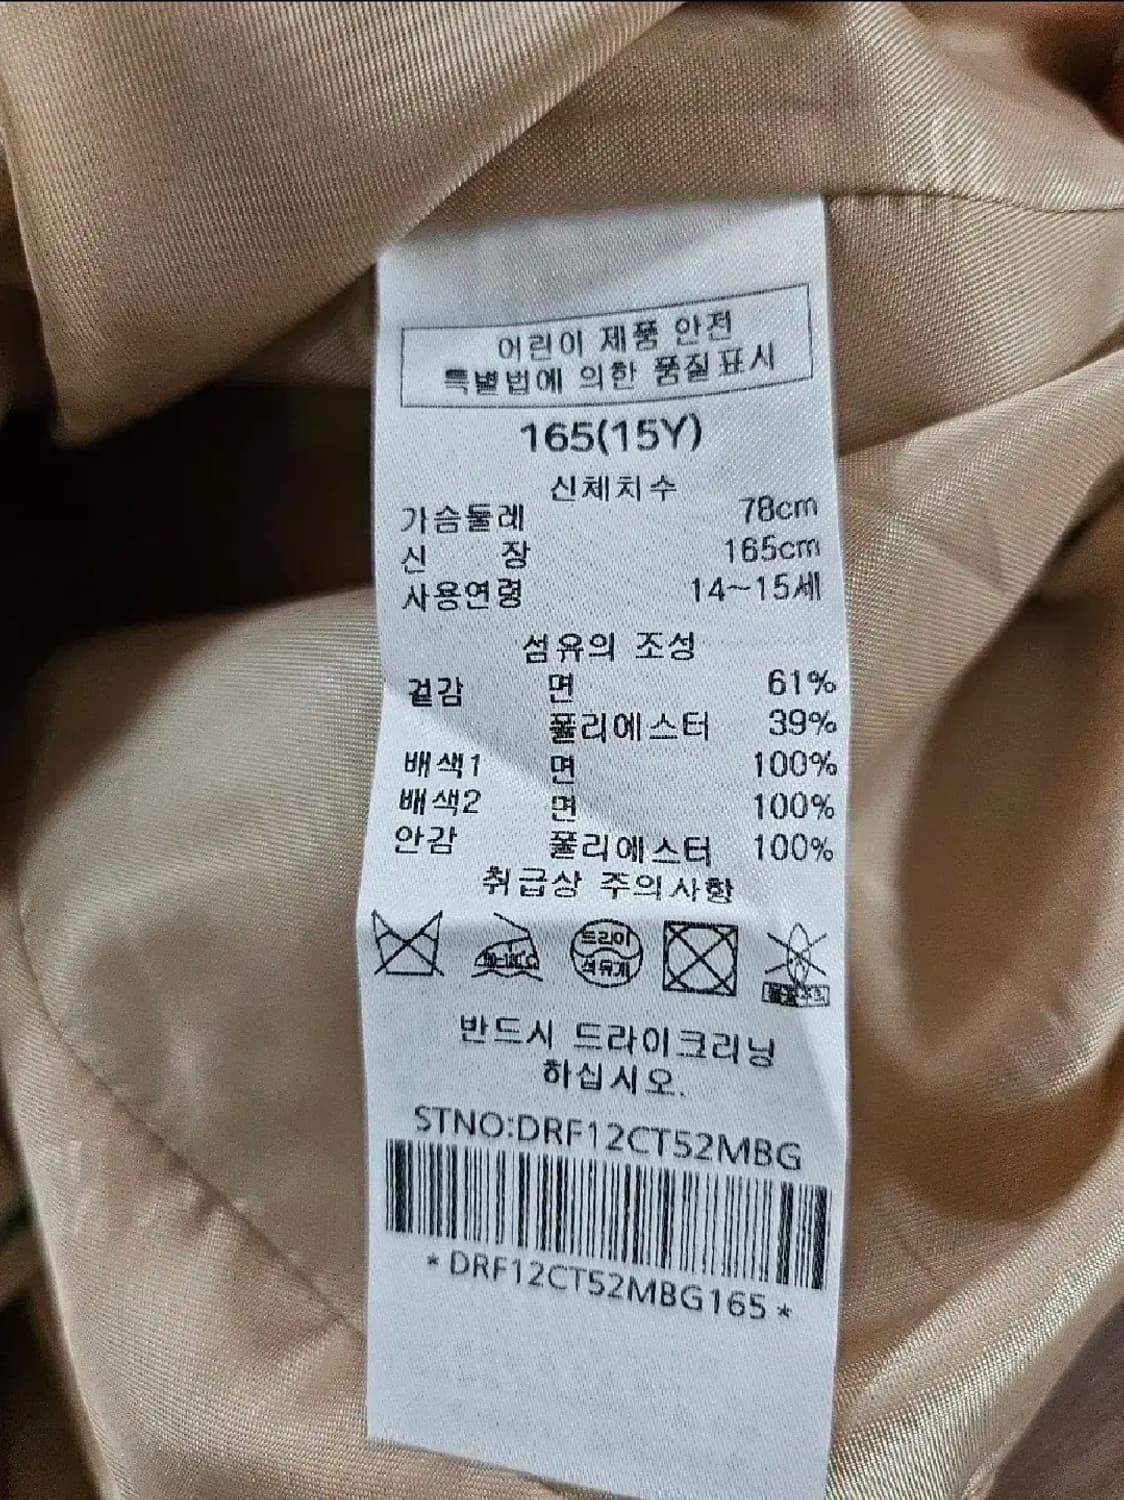 어린이 제품 안전
특별법에 의한 품질표시
165(15Y)
신체치수
가슴둘레 78cm
신 장 165cm
사용연령 14~15세
섬유의 조성
겉감 면 61%
폴리에스터 39%
배색1 면 100%
배색2 면 100%
안감 폴리에스터 100%
취급상 주의사항
드라이
석유계
반드시 드라이크리닝
하십시오.
STNO:DRF12CT52MBG
*DRF12CT52MBG165*